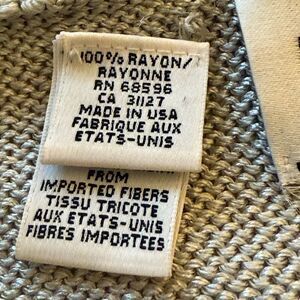 100% RAYON/
RAYONNE
RN 68596
CA 31127
MADE IN USA
FABRIQUE AUX
ETATS-UNIS
FROM
IMPORTED FIBERS
TISSU TRICOTE
AUX ETATS-UNIS
FIBRES IMPORTEES